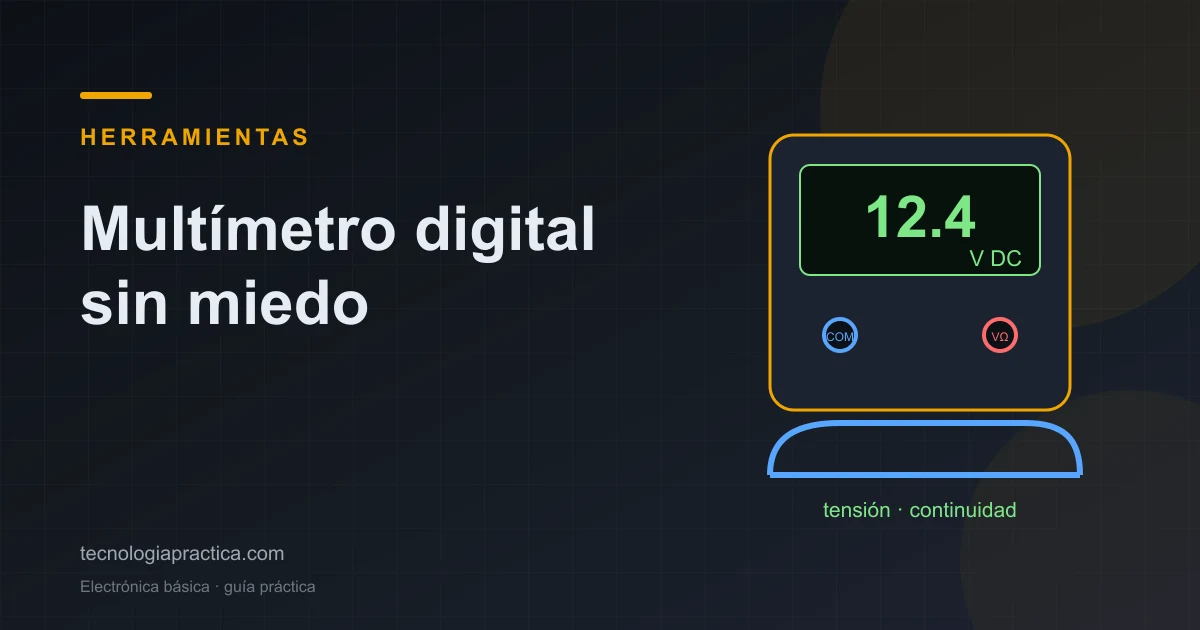 HERRAMIENTAS
Multímetro digital
sin miedo
12.4
V DC
COM
VΩ
tensión · continuidad
tecnologiapractica.com
Electrónica básica · guía práctica